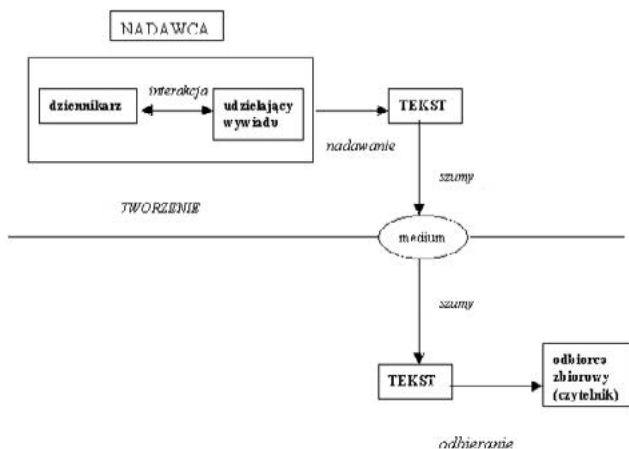 NADAWCA
interakcja
dziennikarz
udzielający
wywiadu
TEKST
nadawanie
szumy
TWORZENIE
medium
szumy
TEKST
odbiorca
zbiorowy
(czytelnik)
odbieranie